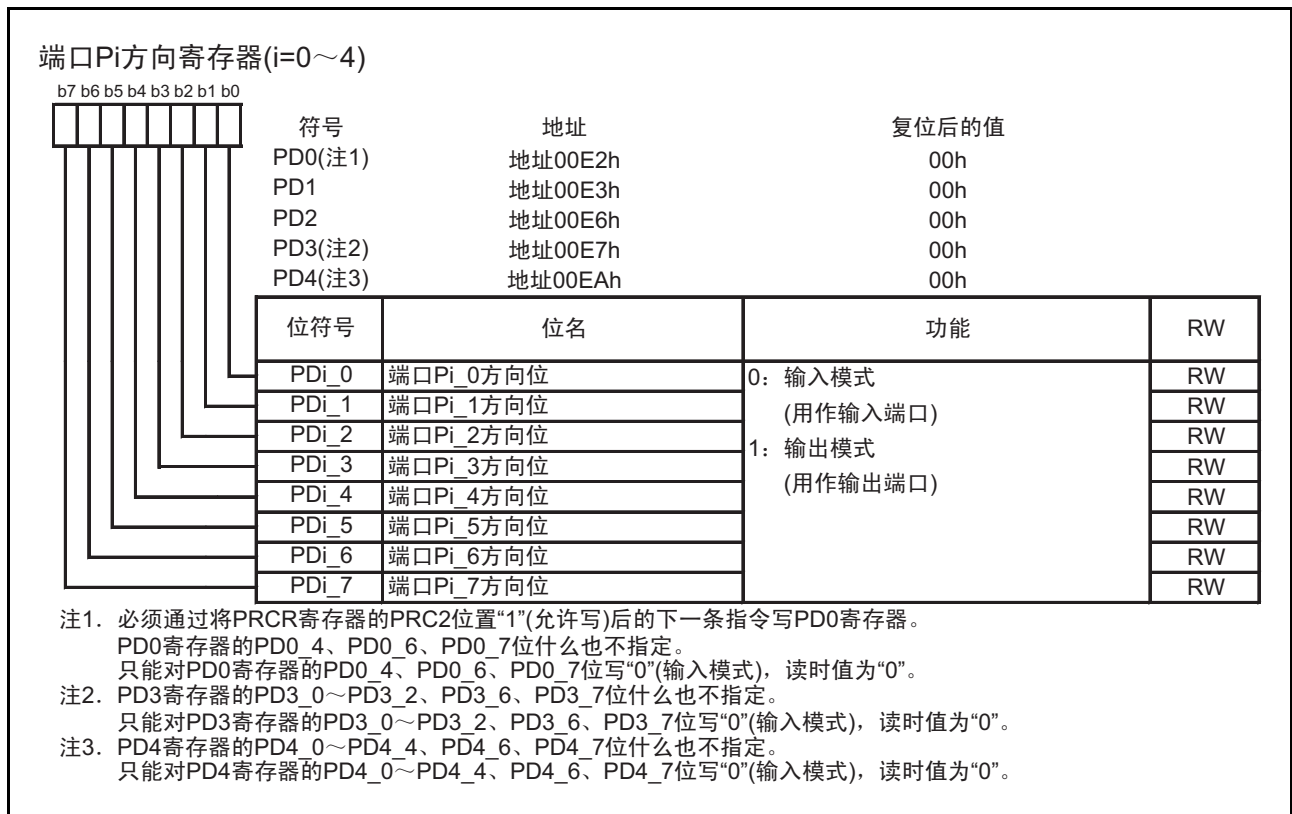 端口Pi方向寄存器(i=0～4)
b7 b6 b5 b4 b3 b2 b1 b0
符号 地址 复位后的值
PD0(注1) 地址00E2h 00h
PD1 地址00E3h 00h
PD2 地址00E6h 00h
PD3(注2) 地址00E7h 00h
PD4(注3) 地址00EAh 00h
位符号 位名 功能 RW
PDi_0 端口Pi_0方向位 0：输入模式 RW
PDi_1 端口Pi_1方向位 (用作输入端口) RW
PDi_2 端口Pi_2方向位 1：输出模式 RW
PDi_3 端口Pi_3方向位 (用作输出端口) RW
PDi_4 端口Pi_4方向位 RW
PDi_5 端口Pi_5方向位 RW
PDi_6 端口Pi_6方向位 RW
PDi_7 端口Pi_7方向位 RW
注1．必须通过将PRCR寄存器的PRC2位置“1”(允许写)后的下一条指令写PD0寄存器。
PD0寄存器的PD0_4、PD0_6、PD0_7位什么也不指定。
只能对PD0寄存器的PD0_4、PD0_6、PD0_7位写“0”(输入模式)，读时值为“0”。
注2．PD3寄存器的PD3_0～PD3_2、PD3_6、PD3_7位什么也不指定。
只能对PD3寄存器的PD3_0～PD3_2、PD3_6、PD3_7位写“0”(输入模式)，读时值为“0”。
注3．PD4寄存器的PD4_0～PD4_4、PD4_6、PD4_7位什么也不指定。
只能对PD4寄存器的PD4_0～PD4_4、PD4_6、PD4_7位写“0”(输入模式)，读时值为“0”。